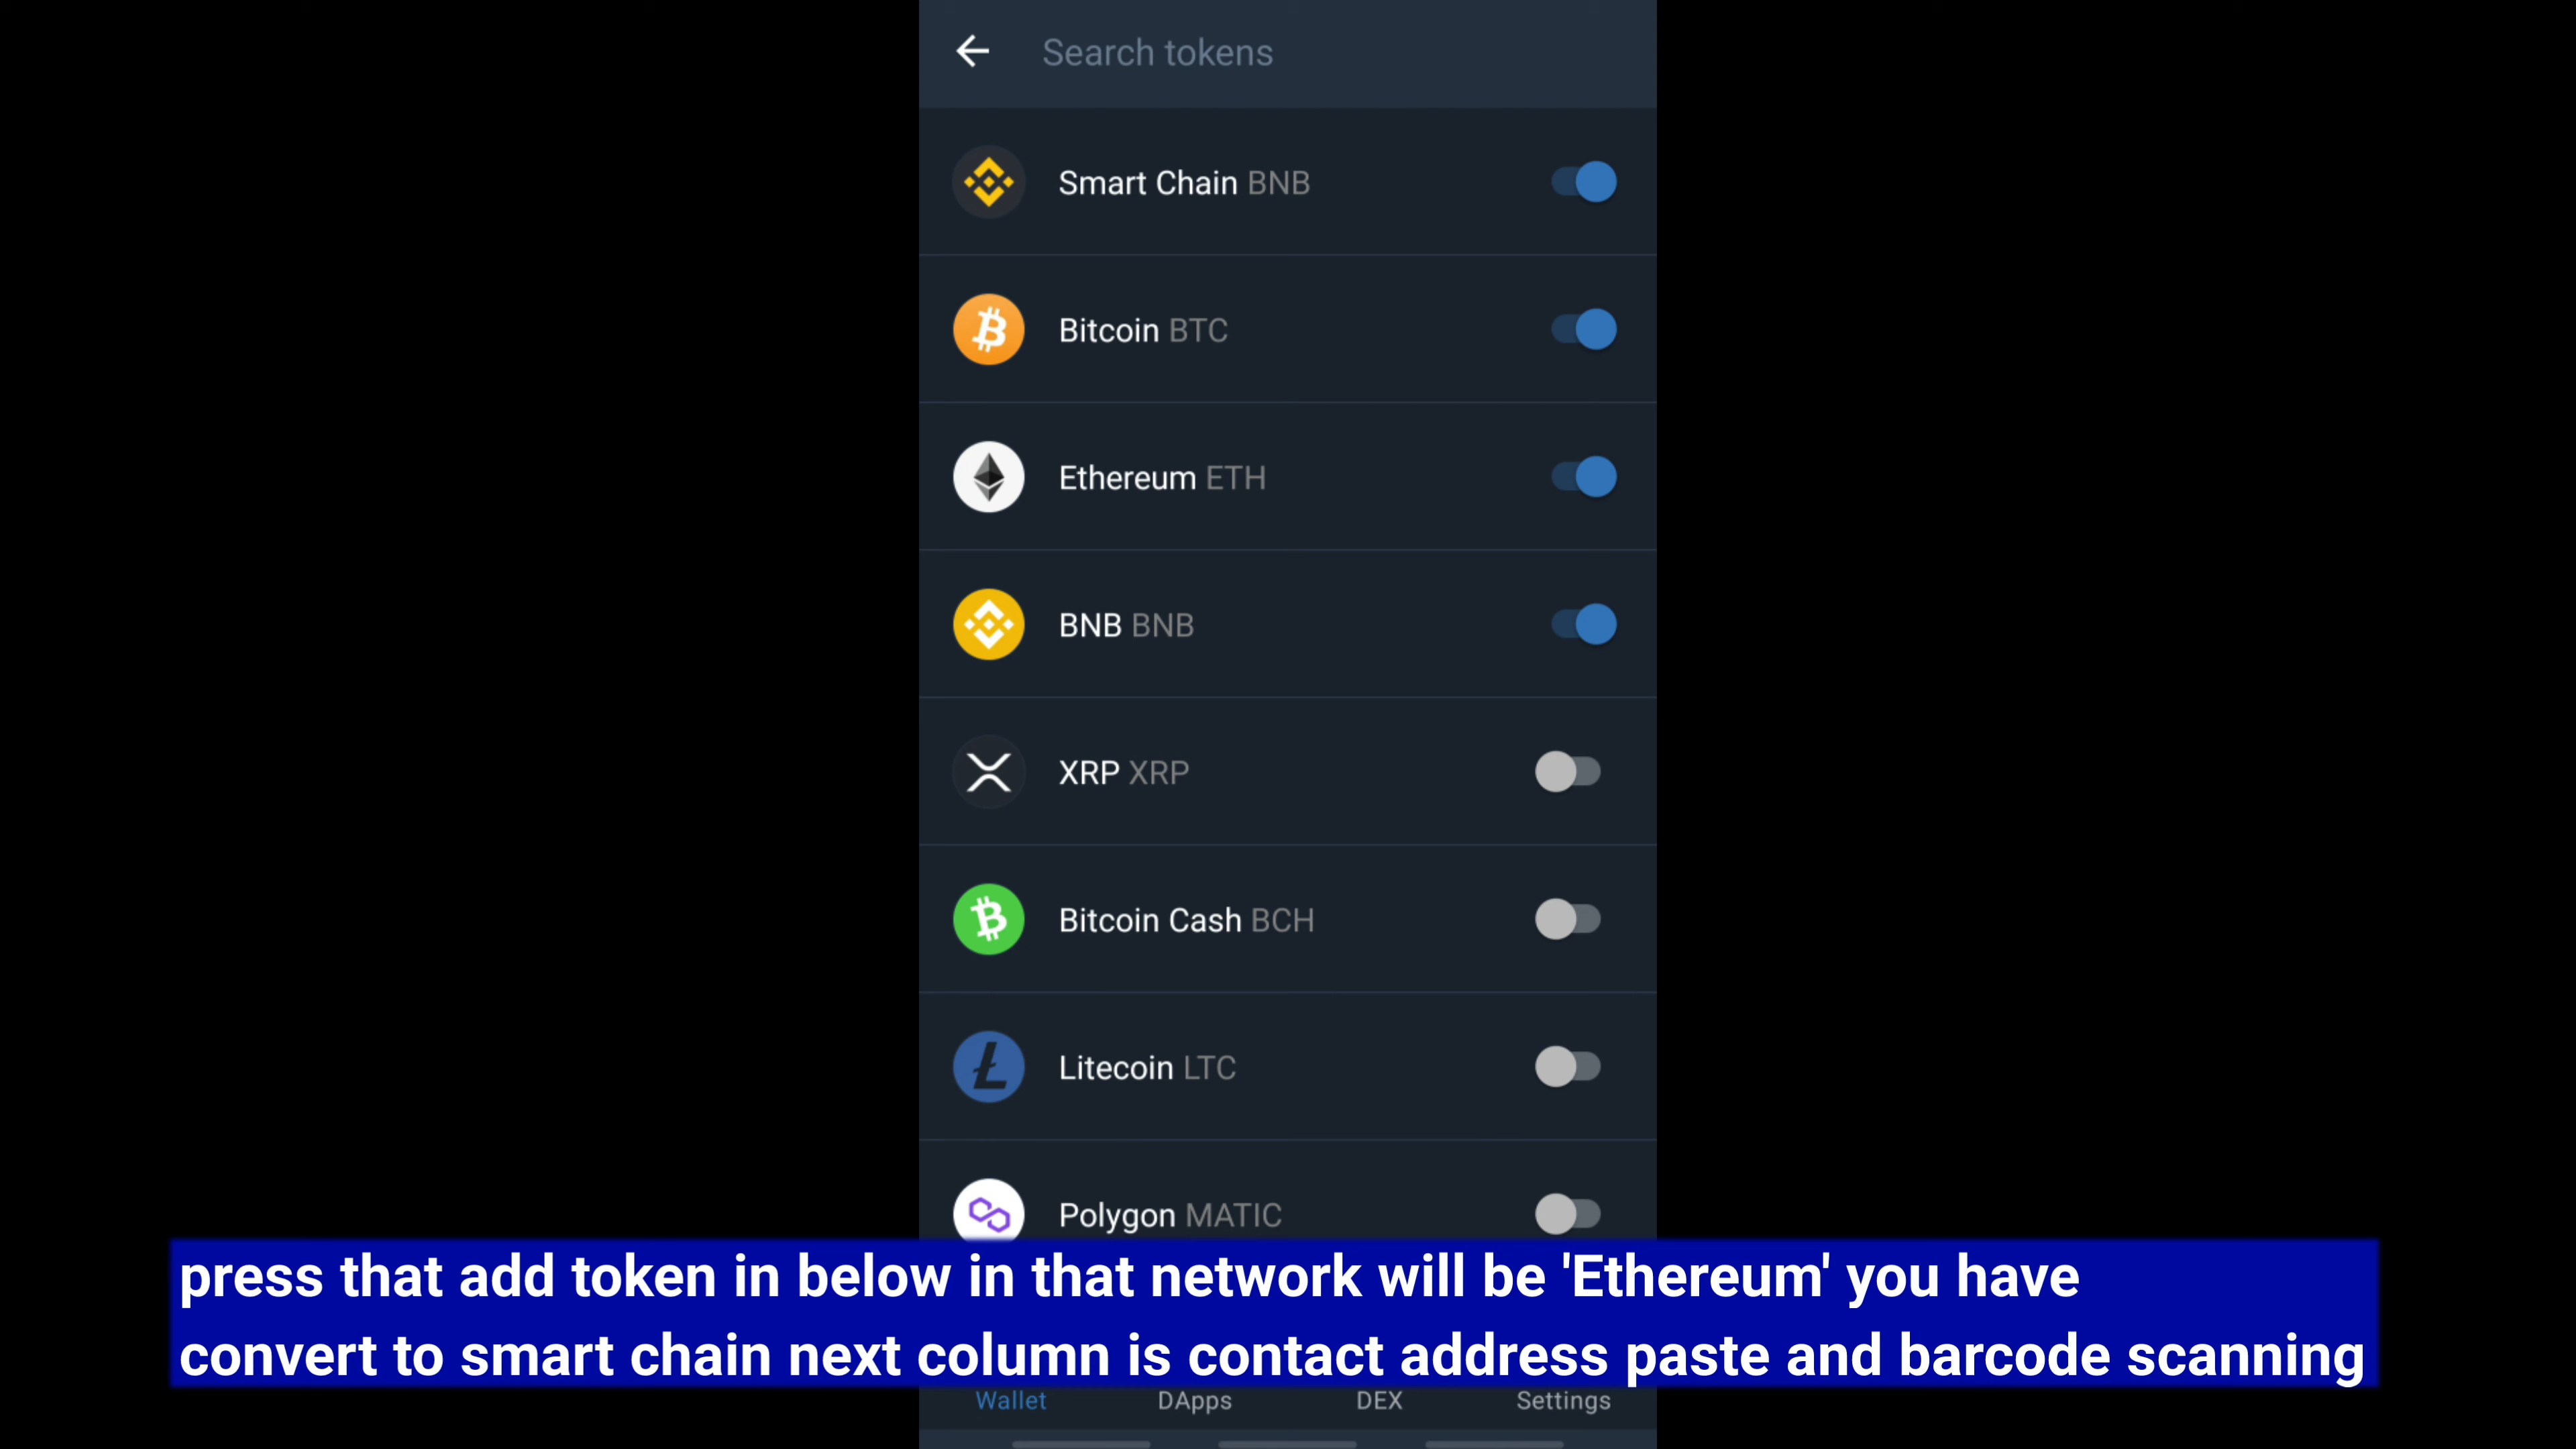 Search tokens
Smart Chain BNB
Bitcoin BTC
Ethereum ETH
BNB BNB
XRP XRP
Bitcoin Cash BCH
Litecoin LTC
Polygon MATIC
press that add token in below in that network will be 'Ethereum' you have
convert to smart chain next column is contact address paste and barcode scanning
Wallet DApps DEX Settings